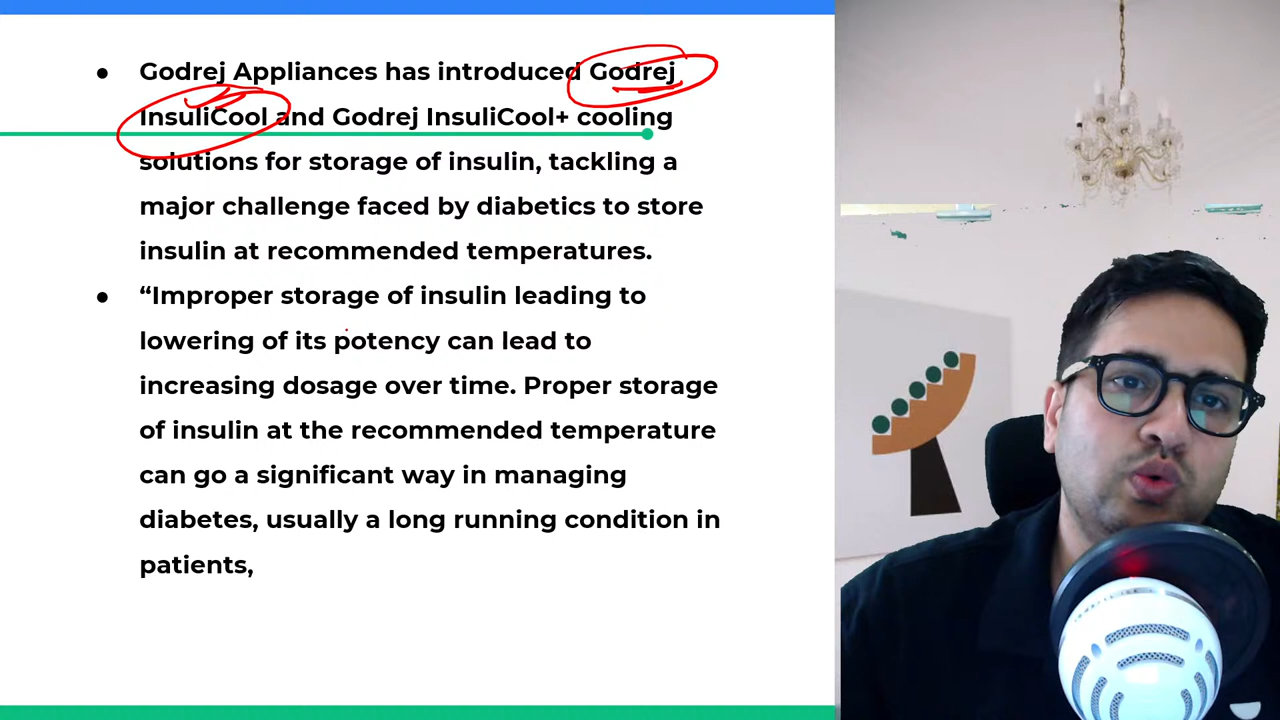 ● Godrej Appliances has introduced Godrej
InsuliCool and Godrej InsuliCool+ cooling
solutions for storage of insulin, tackling a
major challenge faced by diabetics to store
insulin at recommended temperatures.
● “Improper storage of insulin leading to
lowering of its potency can lead to
increasing dosage over time. Proper storage
of insulin at the recommended temperature
can go a significant way in managing
diabetes, usually a long running condition in
patients,